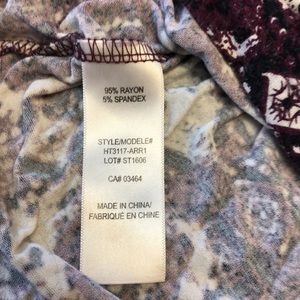 95% RAYON
5% SPANDEX
STYLE/MODELE#
HT3117-ARR1
LOT# ST1606
CA# 03464
MADE IN CHINA/
FABRIQUÉ EN CHINE